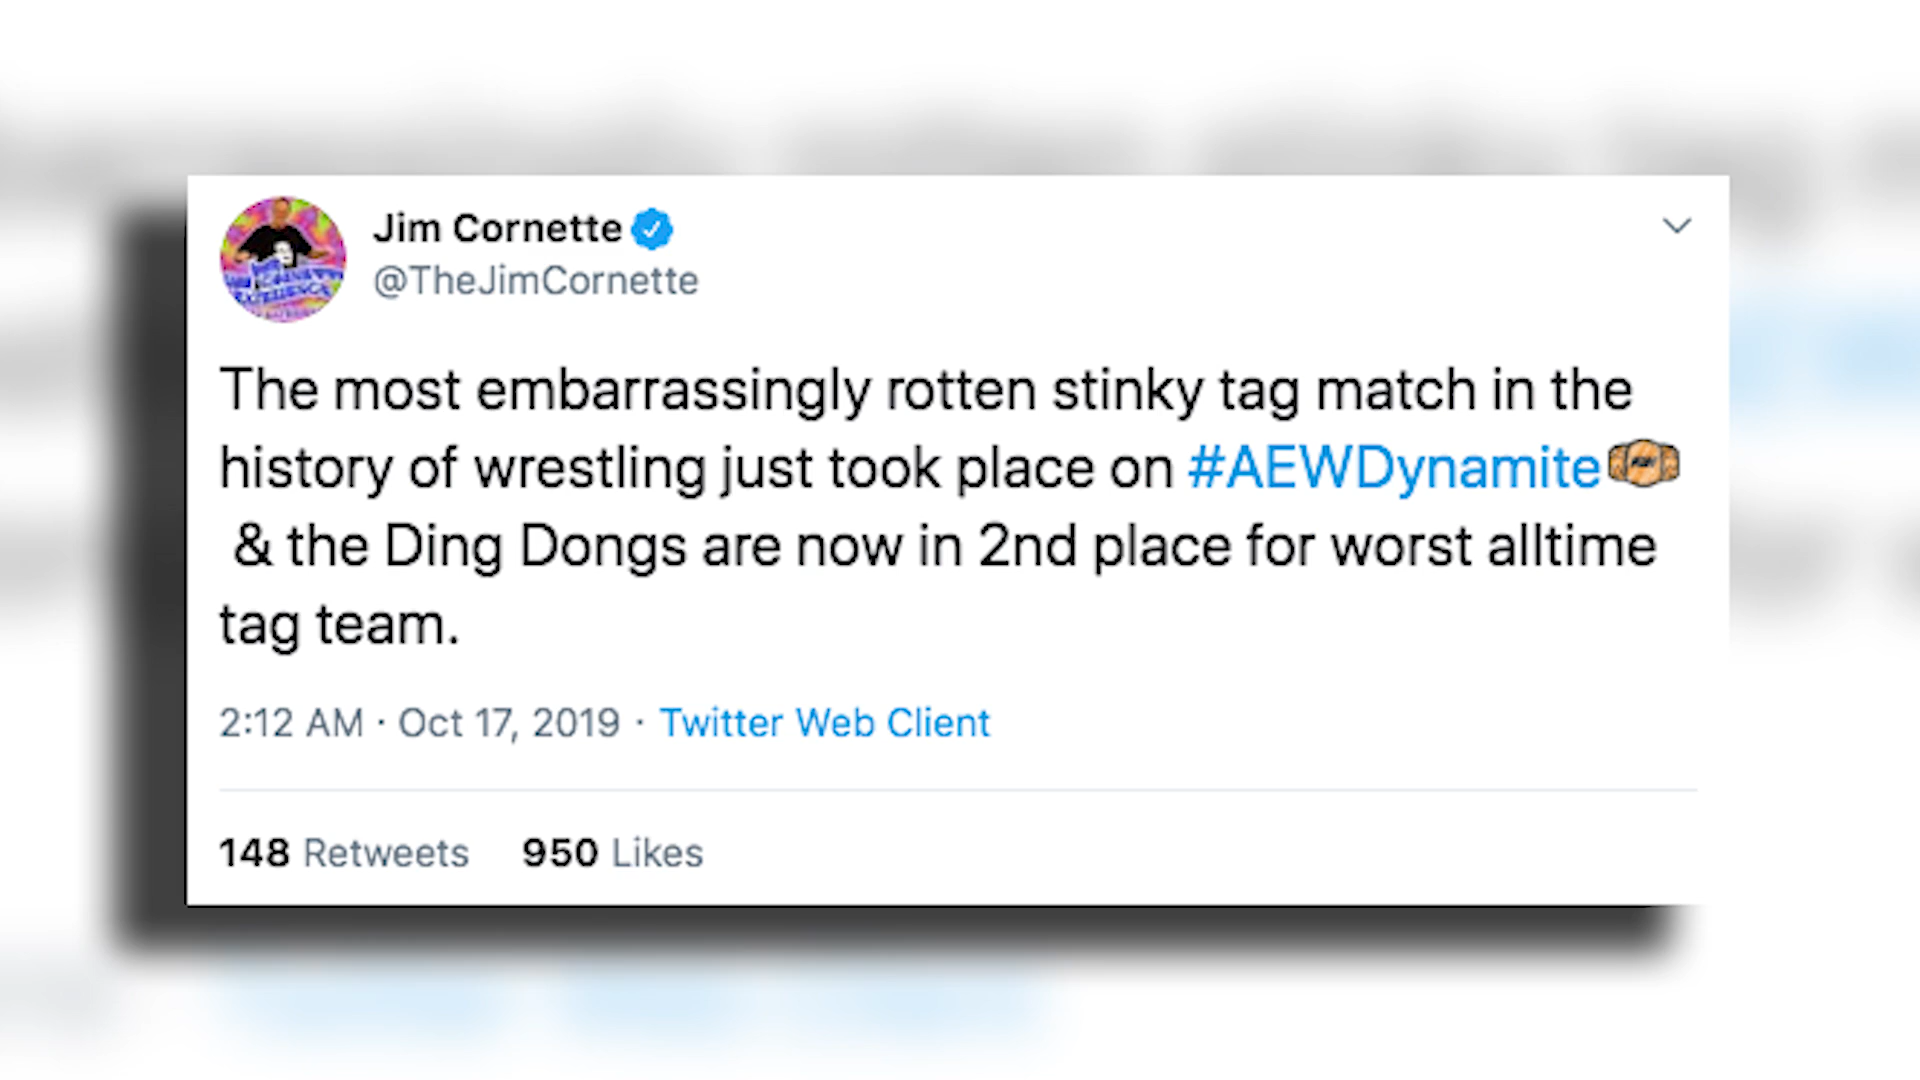 Jim Cornette
@TheJimCornette
The most embarrassingly rotten stinky tag match in the
history of wrestling just took place on #AEWDynamite
& the Ding Dongs are now in 2nd place for worst alltime
tag team.
2:12 AM · Oct 17, 2019 · Twitter Web Client
148 Retweets 950 Likes